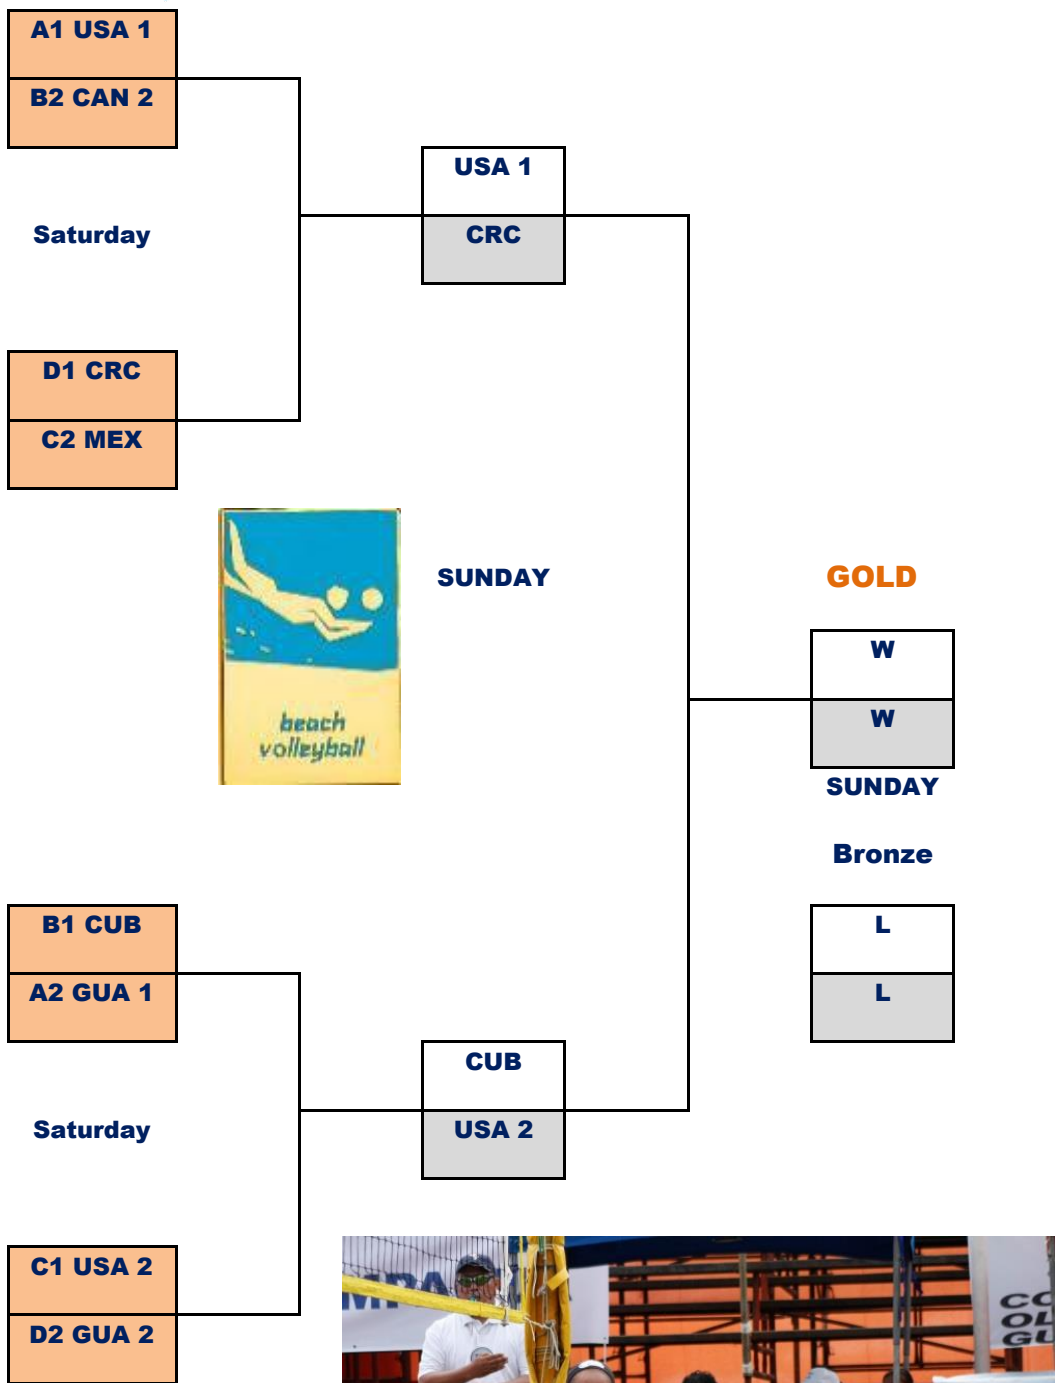 A1 USA 1
B2 CAN 2
USA 1
Saturday
CRC
D1 CRC
C2 MEX
SUNDAY
GOLD
W
beach
volleyball
W
SUNDAY
Bronze
B1 CUB
L
A2 GUA 1
L
CUB
Saturday
USA 2
C1 USA 2
D2 GUA 2